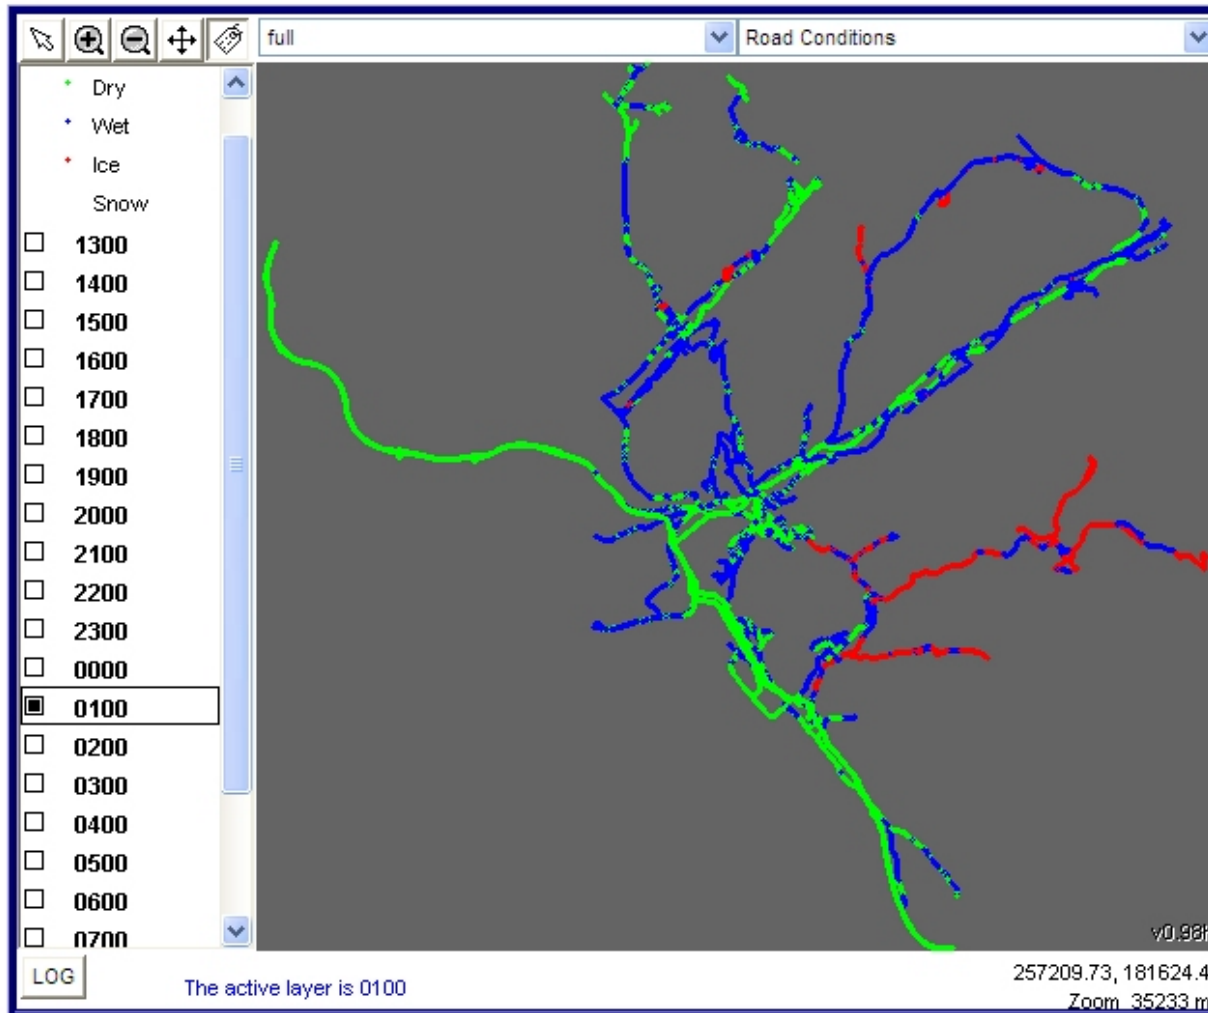 full
Road Conditions
Dry
Wet
Ice
Snow
1300
1400
1500
1600
1700
1800
1900
2000
2100
2200
2300
0000
0100
0200
0300
0400
0500
0600
0700
v0.98h
LOG
The active layer is 0100
257209.73, 181624.4
Zoom 35233 m